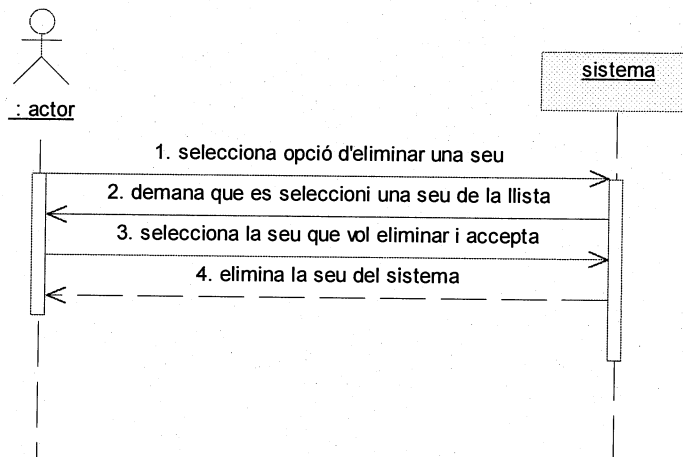 : actor
sistema
1. selecciona opció d'eliminar una seu
2. demana que es seleccioni una seu de la llista
3. selecciona la seu que vol eliminar i accepta
4. elimina la seu del sistema